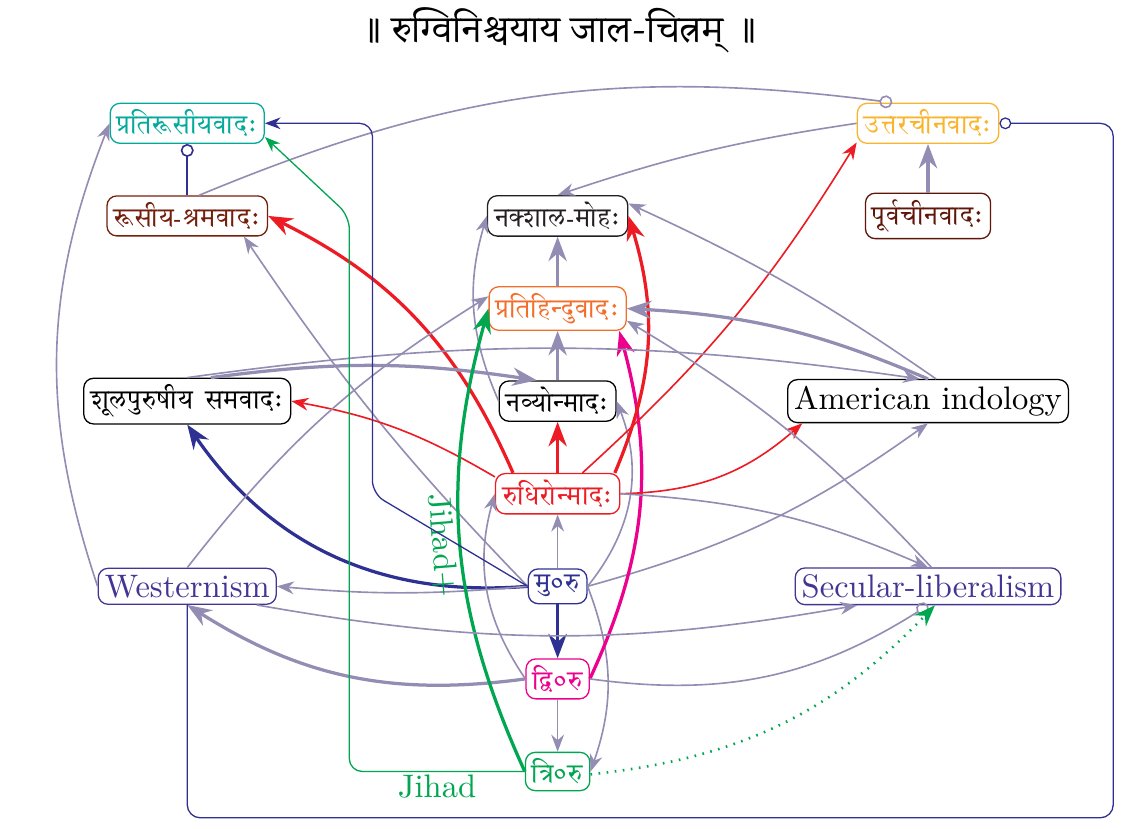 ॥ रुग्विनिश्चयाय जाल-चित्रम् ॥
प्रतिरूसीयवादः
उत्तरचीनवादः
रूसीय-श्रमवादः
नक्शाल-मोहः
पूर्वचीनवादः
प्रतिहिन्दुवादः
शूलपुरुषीय समवादः
नव्योन्मादः
American indology
रुधिरोन्मादः
Jihad+
Westernism
मु०रु
Secular-liberalism
द्वि०रु
त्रि०रु
Jihad